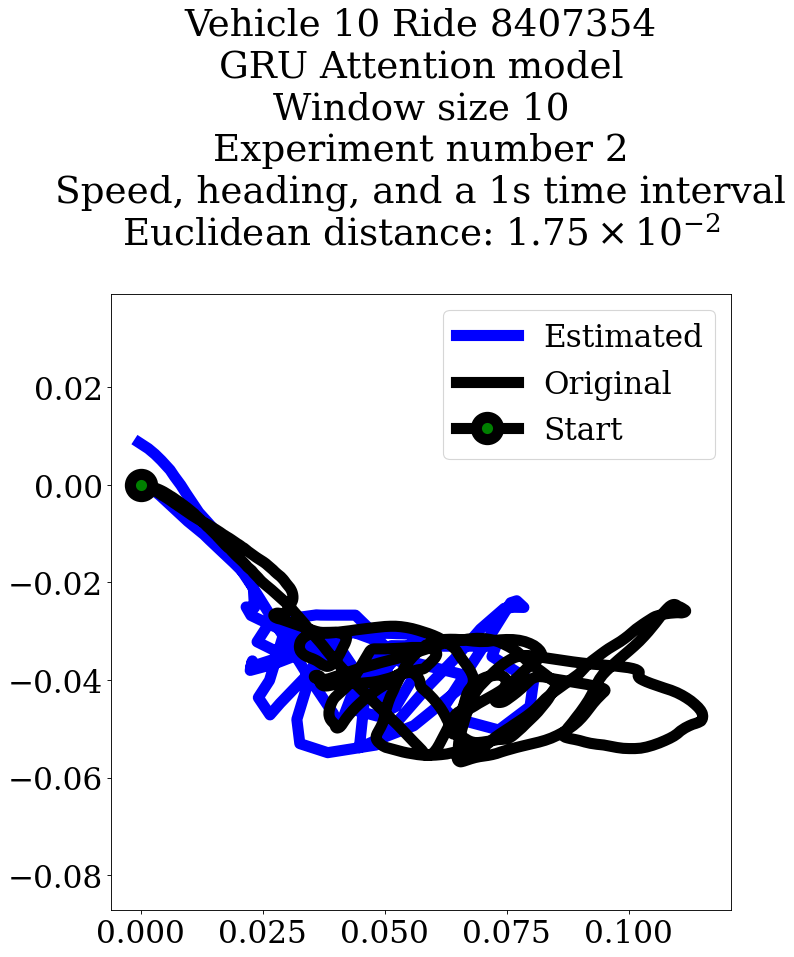 Vehicle 10 Ride 8407354
GRU Attention model
Window size 10
Experiment number 2
Speed, heading, and a 1s time interval
Euclidean distance: 1.75 × 10⁻²
Estimated
Original
Start
0.02
0.00
−0.02
−0.04
−0.06
−0.08
0.000 0.025 0.050 0.075 0.100